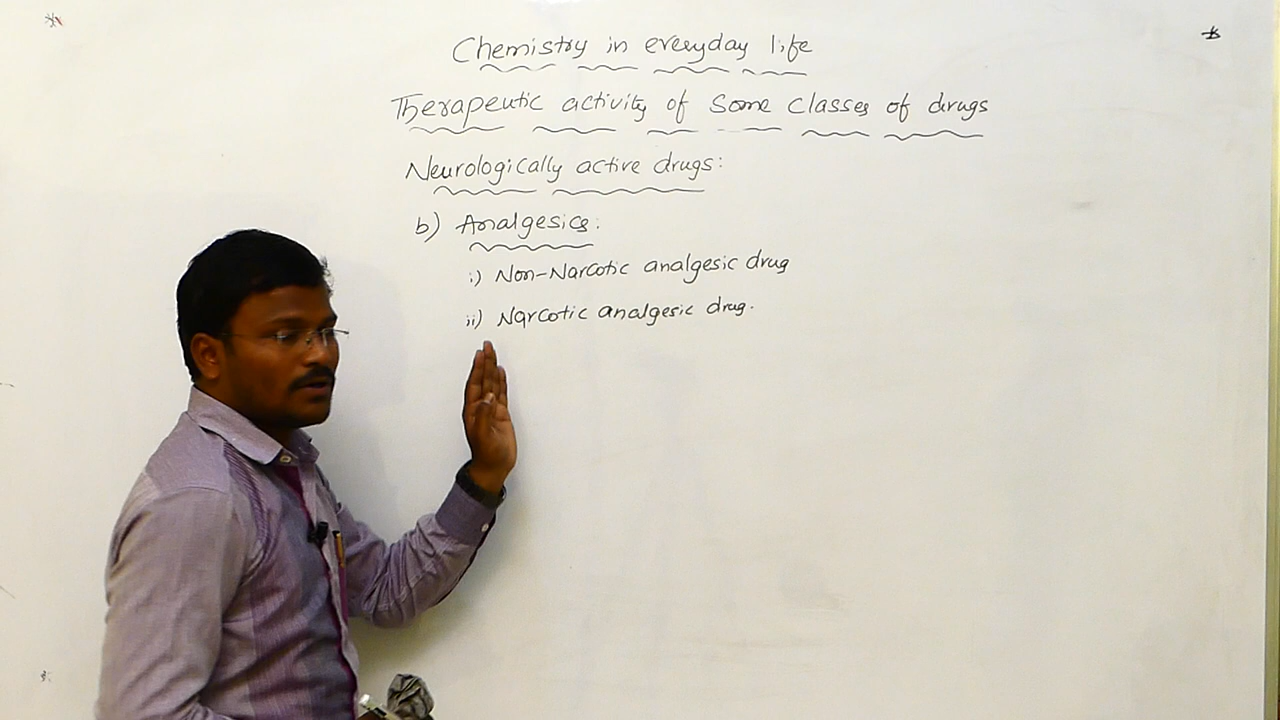 Chemistry in everyday life
Therapeutic activity of some classes of drugs
Neurologically active drugs:
b) Analgesics:
i) Non-Narcotic analgesic drug
ii) Narcotic analgesic drug.